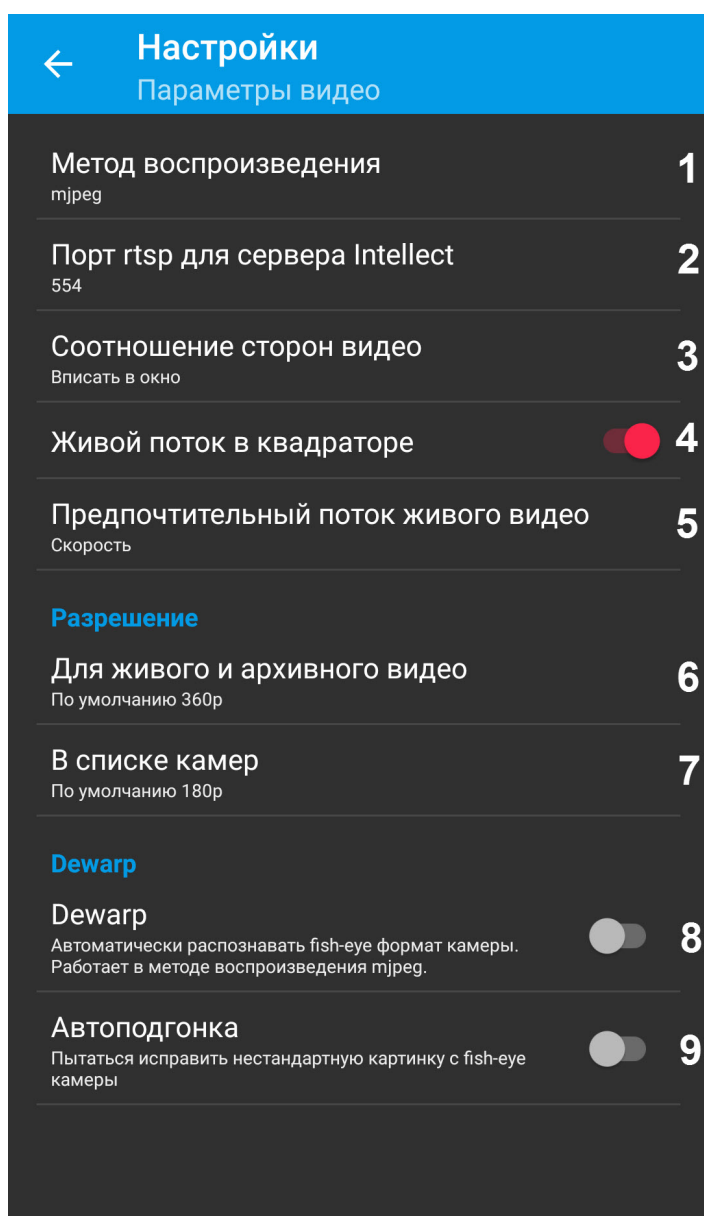 Настройки
Параметры видео
Метод воспроизведения 1
mjpeg
Порт rtsp для сервера Intellect 2
554
Соотношение сторон видео 3
Вписать в окно
Живой поток в квадраторе 4
Предпочтительный поток живого видео 5
Скорость
Разрешение
Для живого и архивного видео 6
По умолчанию 360p
В списке камер 7
По умолчанию 180p
Dewarp
Dewarp 8
Автоматически распознавать fish-eye формат камеры.
Работает в методе воспроизведения mjpeg.
Автоподгонка 9
Пытаться исправить нестандартную картинку с fish-eye
камеры